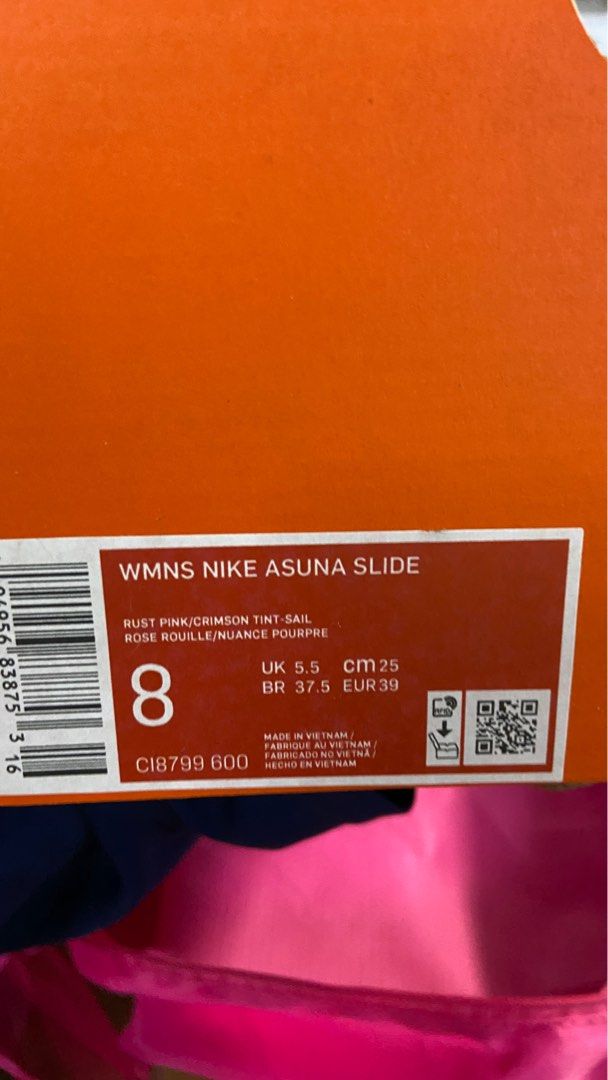 WMNS NIKE ASUNA SLIDE
RUST PINK/CRIMSON TINT-SAIL
ROSE ROUILLE/NUANCE POURPRE
8
UK 5.5 cm 25
BR 37.5 EUR 39
CI8799 600
MADE IN VIETNAM /
FABRIQUE AU VIETNAM /
FABRICADO NO VIETNÃ /
HECHO EN VIETNAM
83875 3 16